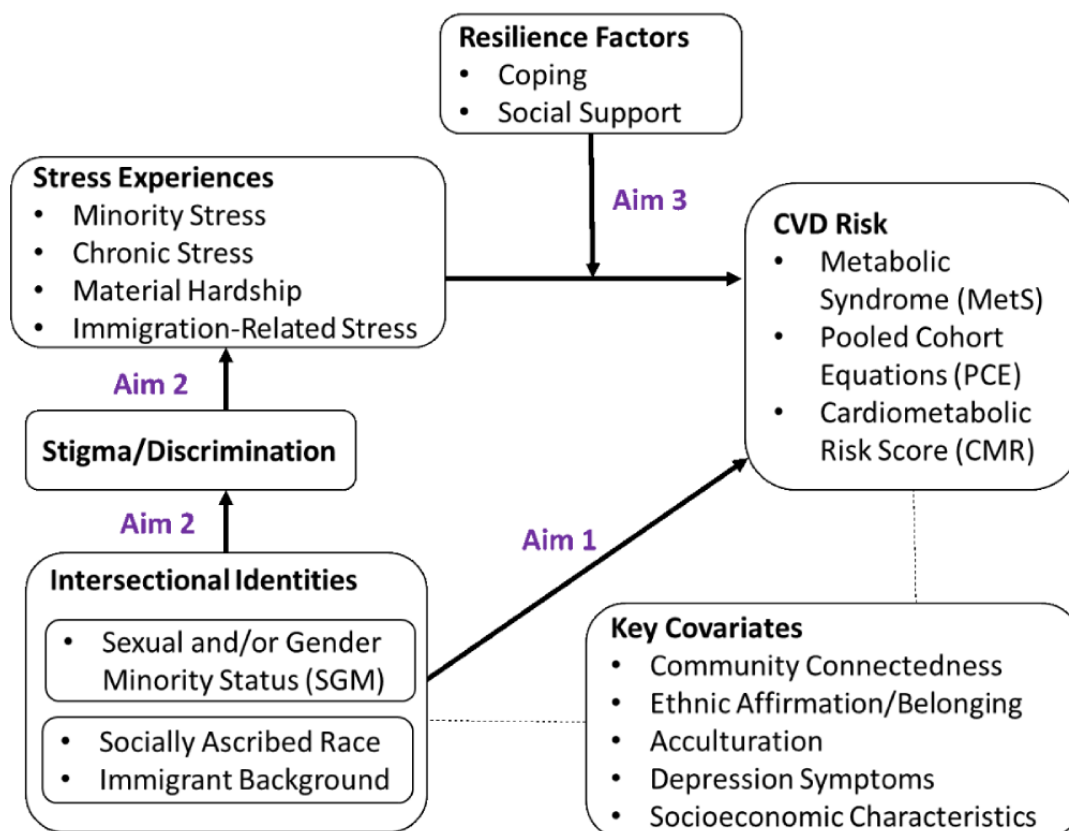 Resilience Factors
• Coping
• Social Support
Stress Experiences
• Minority Stress
• Chronic Stress
• Material Hardship
• Immigration-Related Stress
Aim 3
CVD Risk
• Metabolic
Syndrome (MetS)
• Pooled Cohort
Equations (PCE)
• Cardiometabolic
Risk Score (CMR)
Aim 2
Stigma/Discrimination
Aim 2
Aim 1
Intersectional Identities
• Sexual and/or Gender
Minority Status (SGM)
• Socially Ascribed Race
• Immigrant Background
Key Covariates
• Community Connectedness
• Ethnic Affirmation/Belonging
• Acculturation
• Depression Symptoms
• Socioeconomic Characteristics